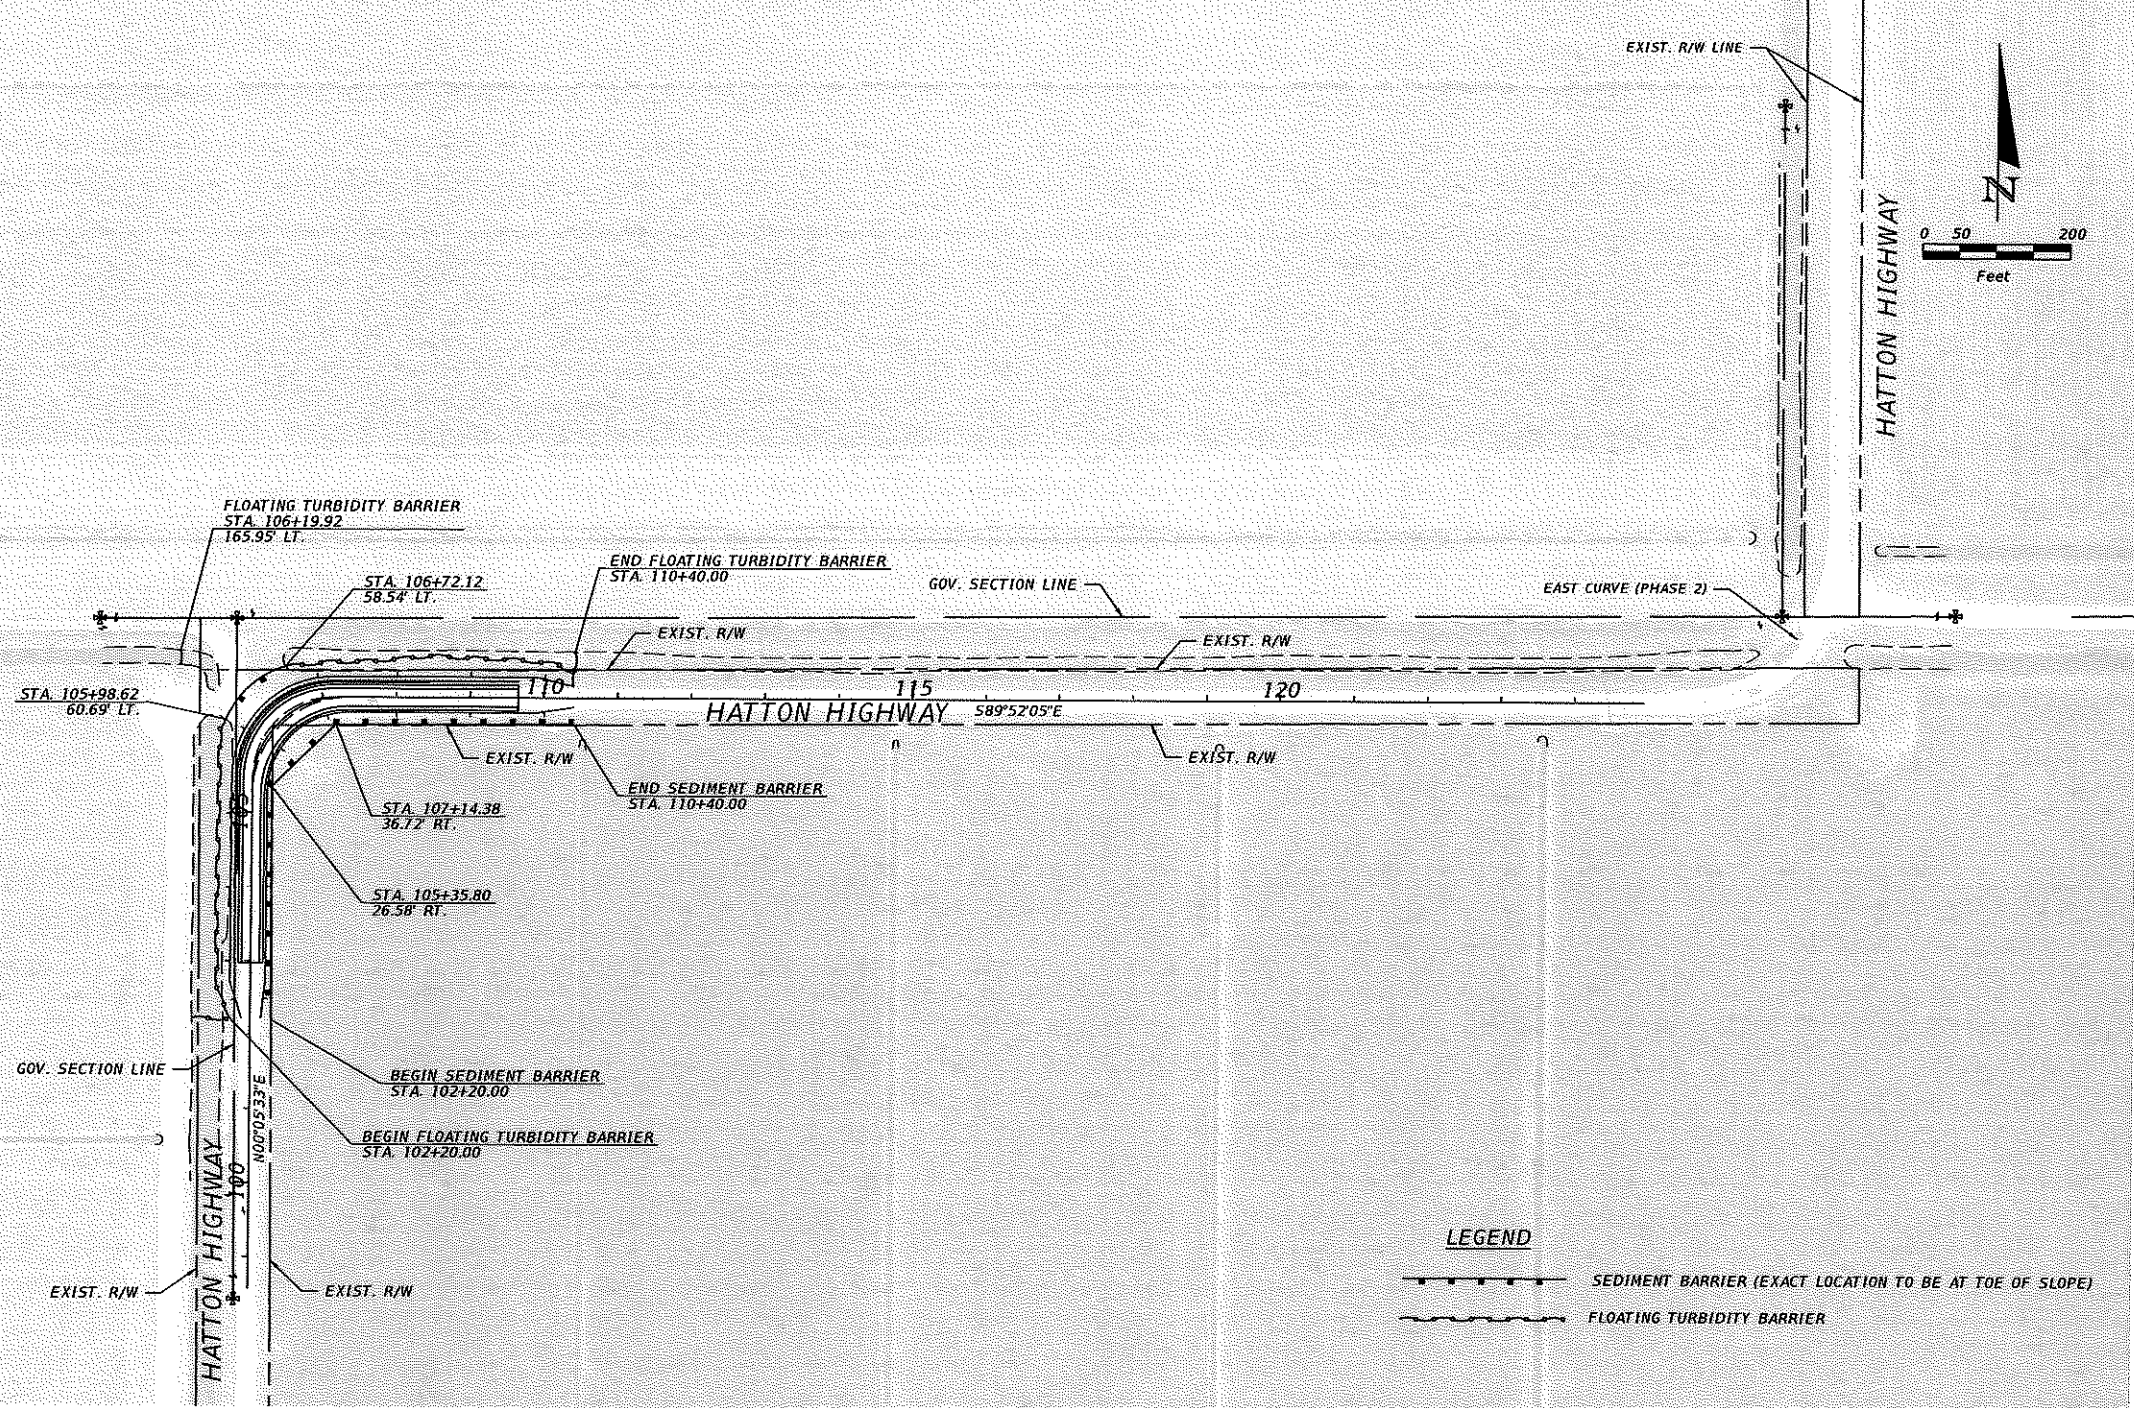 EXIST. R/W LINE
N
0 50 200
Feet
HATTON HIGHWAY
FLOATING TURBIDITY BARRIER
STA. 106+19.92
165.95' LT.
STA. 106+72.12
58.54' LT.
END FLOATING TURBIDITY BARRIER
STA. 110+40.00
GOV. SECTION LINE
EAST CURVE (PHASE 2)
EXIST. R/W
EXIST. R/W
STA. 105+98.62
60.69' LT.
110
115
120
HATTON HIGHWAY
S89°52'05"E
EXIST. R/W
EXIST. R/W
END SEDIMENT BARRIER
STA. 110+40.00
STA. 107+14.38
36.72' RT.
105
STA. 105+35.80
26.58' RT.
GOV. SECTION LINE
BEGIN SEDIMENT BARRIER
STA. 102+20.00
N00°05'33"E
BEGIN FLOATING TURBIDITY BARRIER
STA. 102+20.00
100
HATTON HIGHWAY
EXIST. R/W
EXIST. R/W
LEGEND
SEDIMENT BARRIER (EXACT LOCATION TO BE AT TOE OF SLOPE)
FLOATING TURBIDITY BARRIER